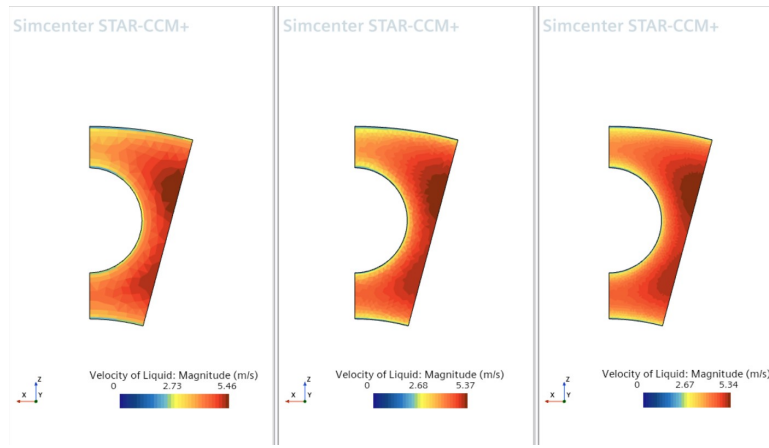 Simcenter STAR-CCM+
Z
X
Y
Velocity of Liquid: Magnitude (m/s)
0 2.73 5.46
Simcenter STAR-CCM+
Z
X
Y
Velocity of Liquid: Magnitude (m/s)
0 2.68 5.37
Simcenter STAR-CCM+
Z
X
Y
Velocity of Liquid: Magnitude (m/s)
0 2.67 5.34